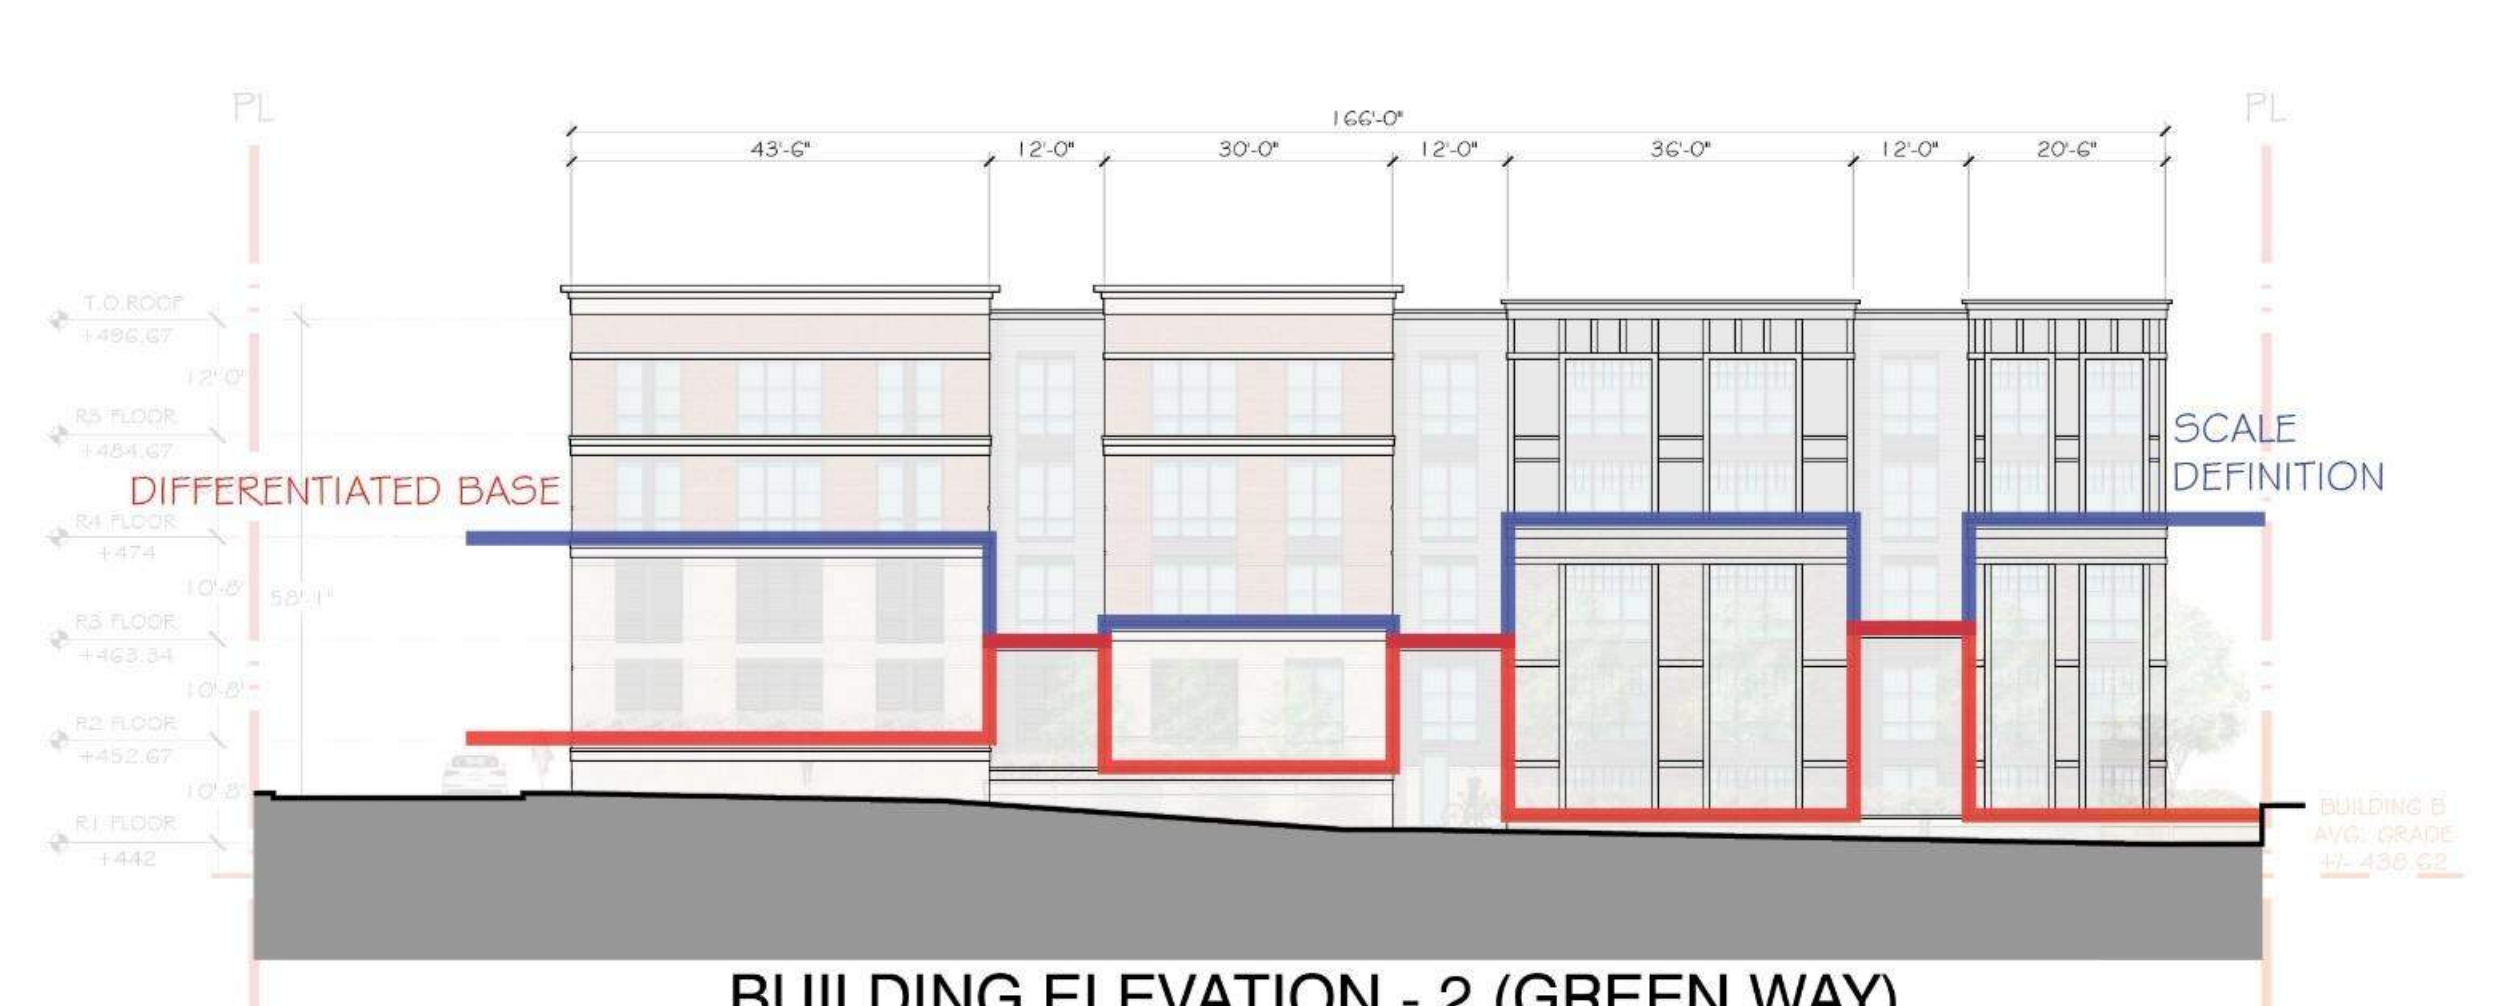 PL
PL
166'-0"
43'-6"
12'-0"
30'-0"
12'-0"
36'-0"
12'-0"
20'-6"
T.O.ROOF
+496.67
12'-0"
R5 FLOOR
+484.67
SCALE
DEFINITION
DIFFERENTIATED BASE
R4 FLOOR
+474
10'-8"
58'-1"
R3 FLOOR
+463.34
10'-8"
R2 FLOOR
+452.67
10'-8"
R1 FLOOR
+442
BUILDING B
AVG. GRADE
+/- 438.62
BUILDING ELEVATION - 2 (GREEN WAY)